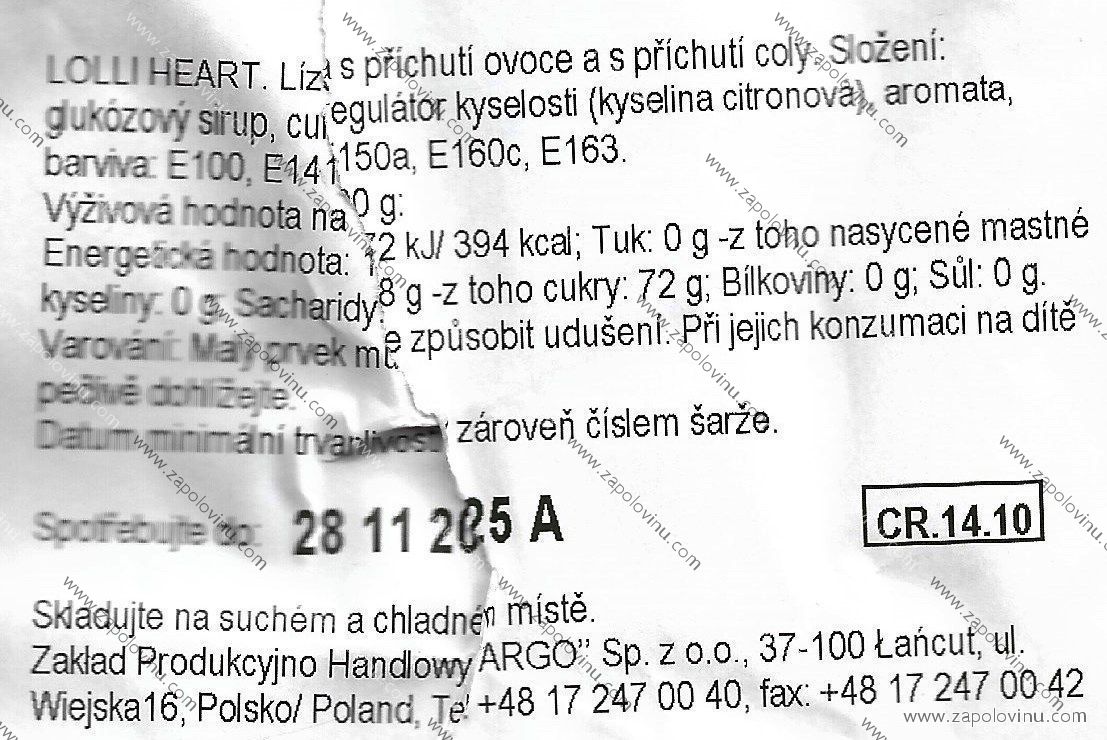 LOLLI HEART. Líz s příchutí ovoce a s příchutí coly. Složení:
glukózový sirup, cu egulátor kyselosti (kyselina citronová), aromata,
barviva: E100, E141 150a, E160c, E163.
Výživová hodnota na 0 g:
Energetická hodnota: 72 kJ/ 394 kcal; Tuk: 0 g -z toho nasycené mastné
kyseliny: 0 g; Sacharidy: 8 g -z toho cukry: 72 g; Bílkoviny: 0 g; Sůl: 0 g.
Varování: Malý prvek m e způsobit udušení. Při jejich konzumaci na dítě
pečlivě dohlížejte.
Datum minimální trvanlivost zároveň číslem šarže.
Spotřebujte do: 28 11 205 A
CR.14.10
Skladujte na suchém a chladném místě.
Zakład Produkcyjno Handlowy ARGO” Sp. z o.o., 37-100 Łańcut, ul.
Wiejska16, Polsko/ Poland, Te +48 17 247 00 40, fax: +48 17 247 00 42
www.zapolovinu.com